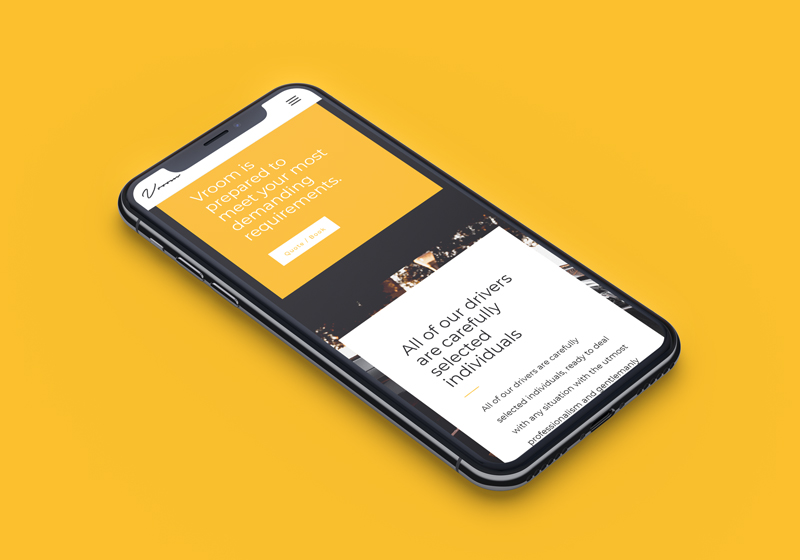 Vroom
Vroom is
prepared to
meet your most
demanding
requirements.
Quote / Book
All of our drivers
are carefully
selected
individuals
All of our drivers are carefully
selected individuals, ready to deal
with any situation with the utmost
professionalism and gentlemanly